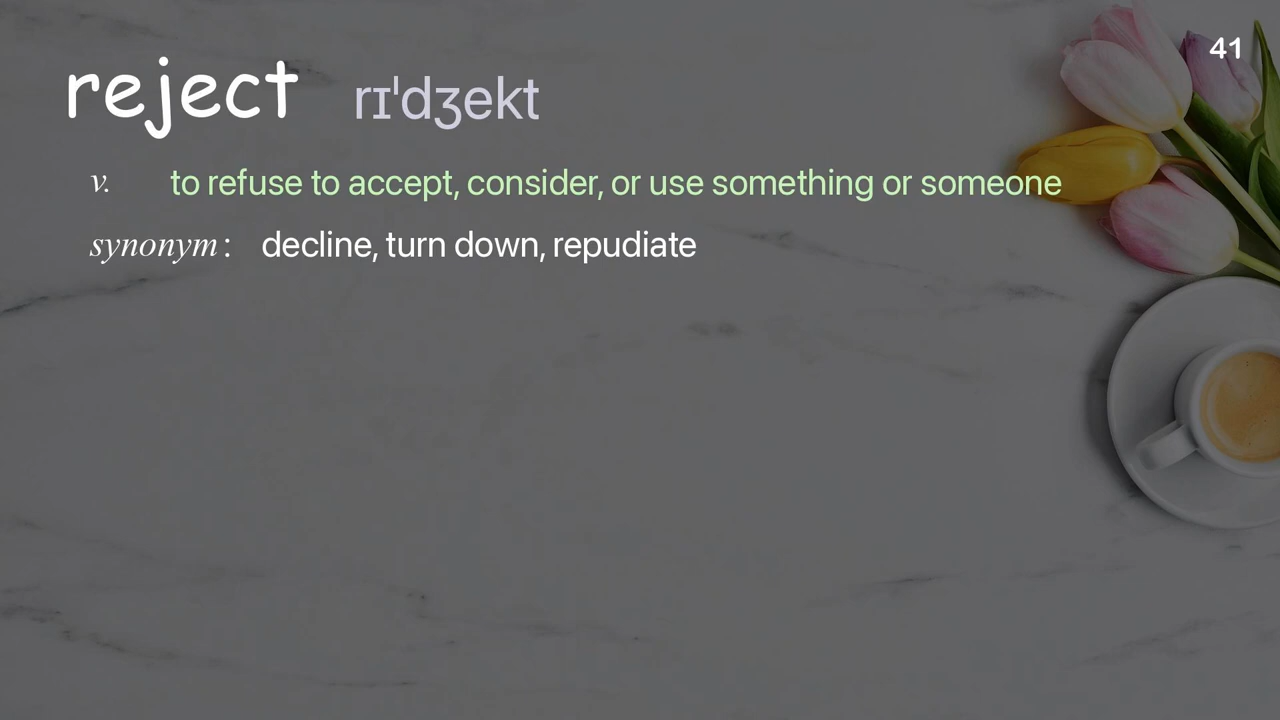 41
reject rɪˈdʒekt
v. to refuse to accept, consider, or use something or someone
synonym : decline, turn down, repudiate